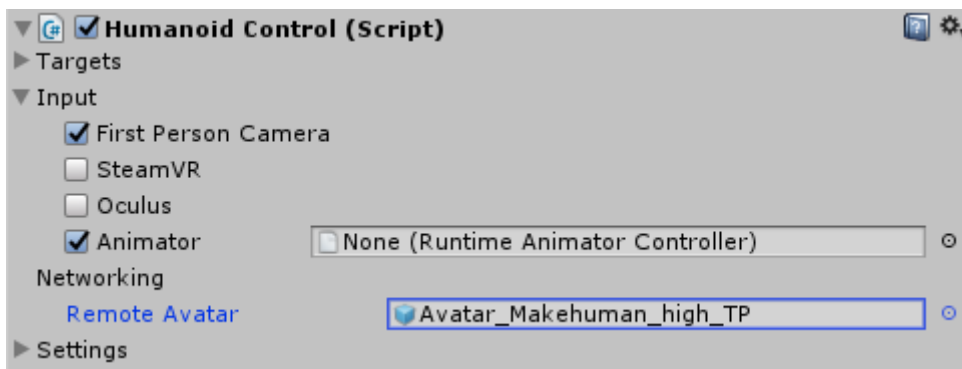 Humanoid Control (Script)
Targets
Input
First Person Camera
SteamVR
Oculus
Animator None (Runtime Animator Controller)
Networking
Remote Avatar Avatar_Makehuman_high_TP
Settings